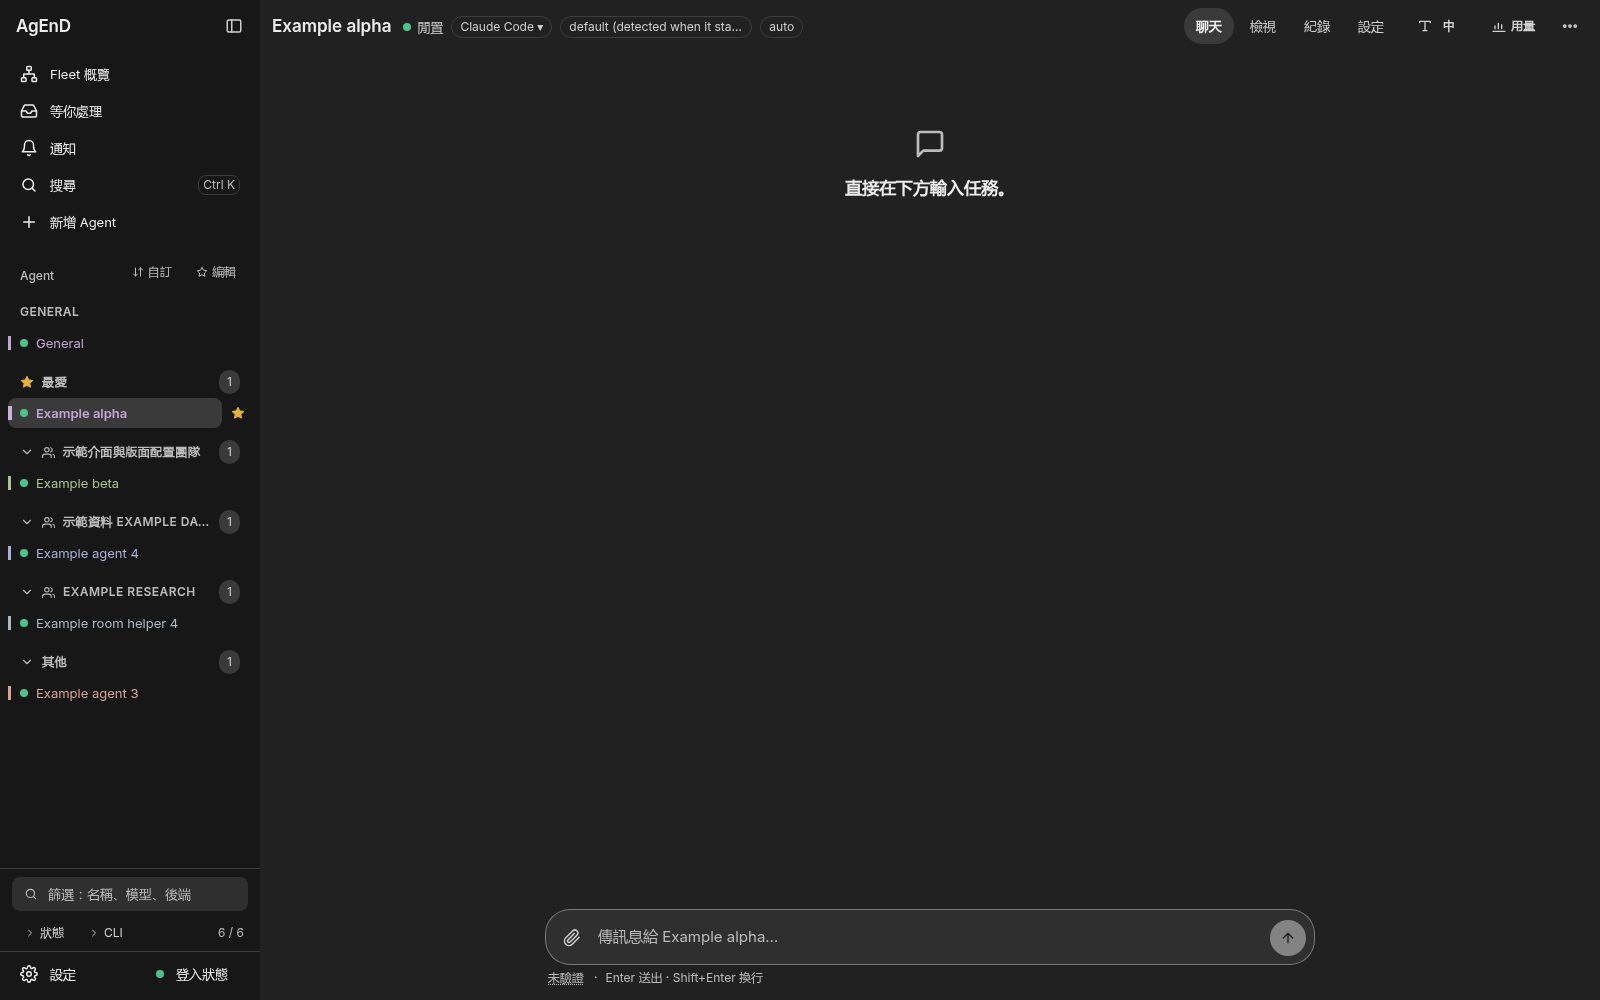 AgEnD
Fleet 概覽
等你處理
通知
搜尋 Ctrl K
新增 Agent
Agent 自訂 編輯
GENERAL
General
最愛 1
Example alpha
示範介面與版面配置團隊 1
Example beta
示範資料 EXAMPLE DA... 1
Example agent 4
EXAMPLE RESEARCH 1
Example room helper 4
其他 1
Example agent 3
篩選：名稱、模型、後端
狀態 CLI 6 / 6
設定 登入狀態
Example alpha 閒置 Claude Code ▾ default (detected when it sta... auto
聊天 檢視 紀錄 設定 T 中 用量 •••
直接在下方輸入任務。
傳訊息給 Example alpha...
未驗證 · Enter 送出 · Shift+Enter 換行